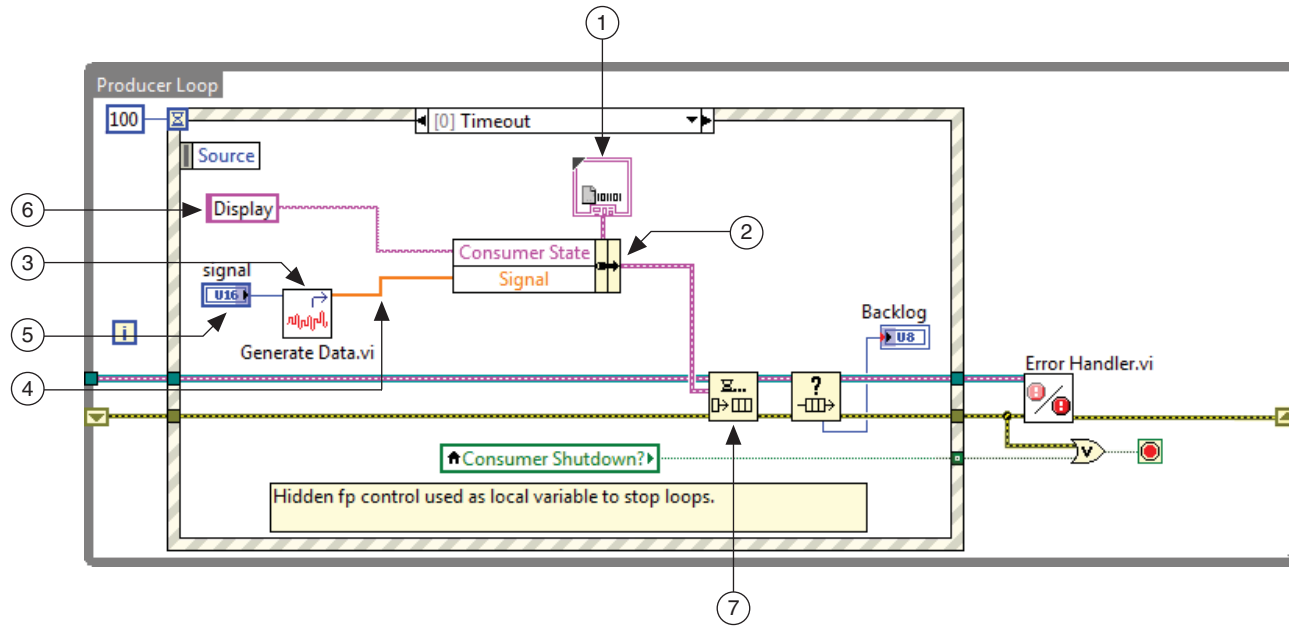 1
Producer Loop
100
[0] Timeout
Source
6
Display
2
Consumer State
3
signal
Signal
U16
5
i
Generate Data.vi
Backlog
U8
4
Error Handler.vi
?
V
Consumer Shutdown?
Hidden fp control used as local variable to stop loops.
7